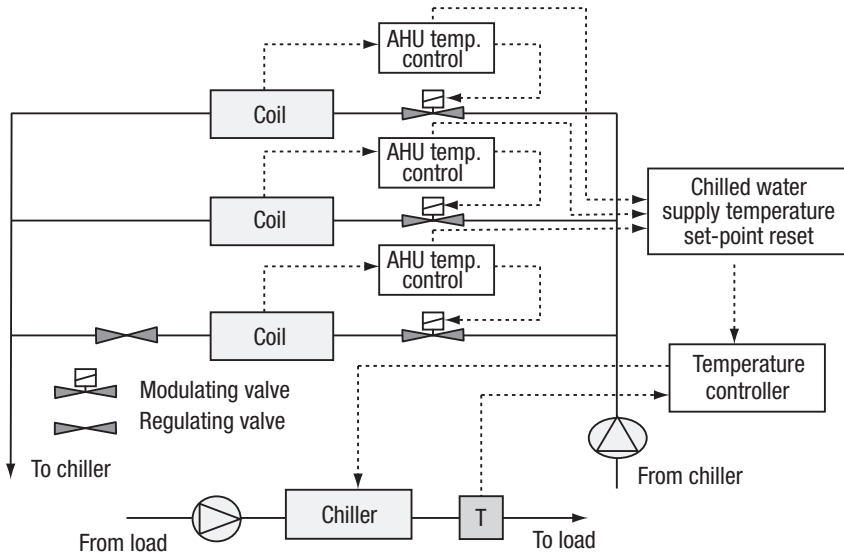 AHU temp.
control
Coil
AHU temp.
control
Coil
Chilled water
supply temperature
set-point reset
AHU temp.
control
Coil
Temperature
controller
Modulating valve
Regulating valve
To chiller
From chiller
Chiller
T
From load
To load